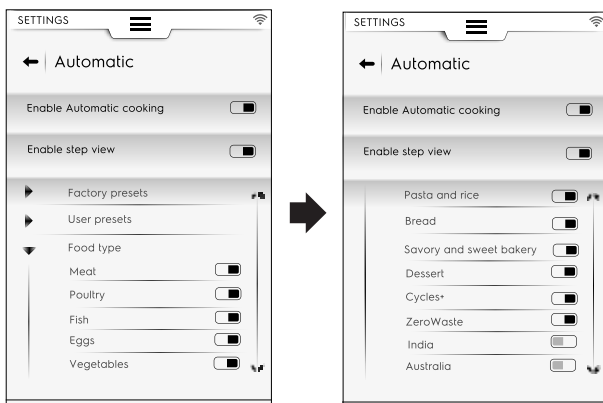 SETTINGS
Automatic
Enable Automatic cooking
Enable step view
Factory presets
User presets
Food type
Meat
Poultry
Fish
Eggs
Vegetables
SETTINGS
Automatic
Enable Automatic cooking
Enable step view
Pasta and rice
Bread
Savory and sweet bakery
Dessert
Cycles+
ZeroWaste
India
Australia